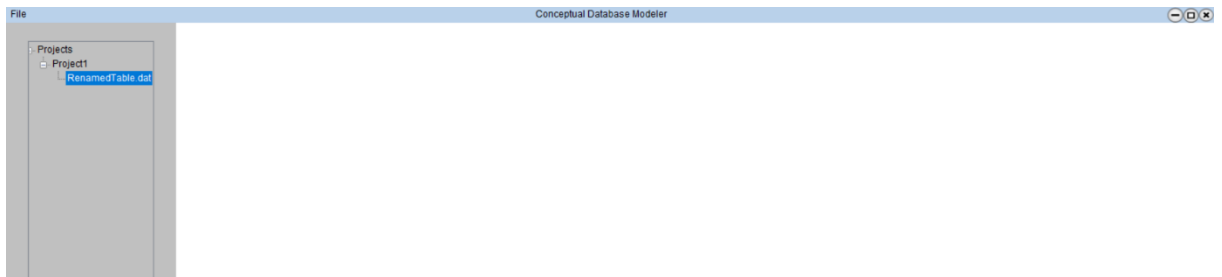 File Conceptual Database Modeler
Projects
Project1
RenamedTable.dat